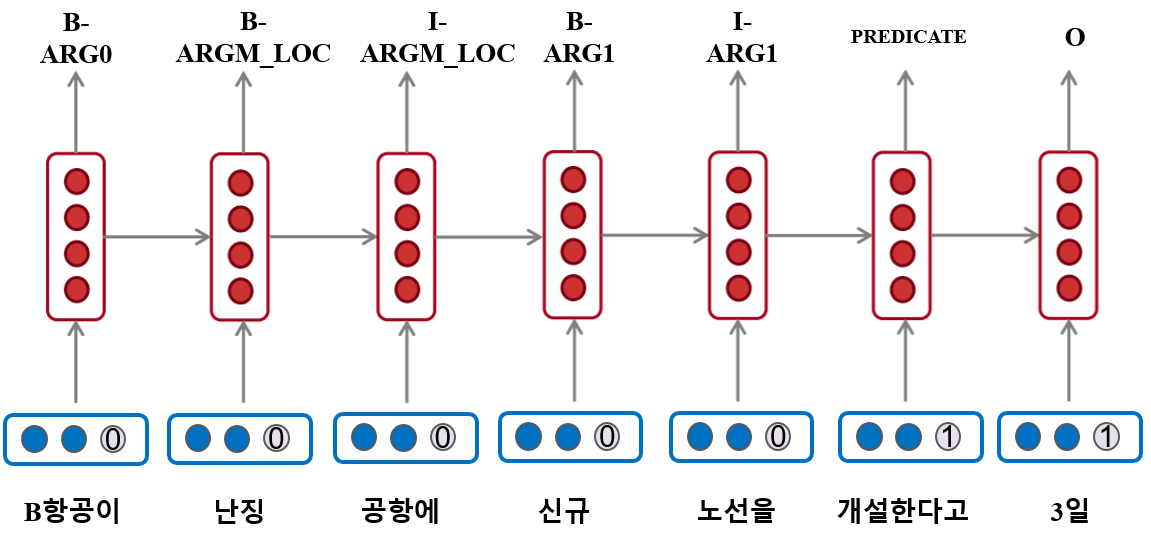 B-
ARG0
B-
ARGM_LOC
I-
ARGM_LOC
B-
ARG1
I-
ARG1
PREDICATE
O
0
0
0
0
0
1
1
B항공이
난징
공항에
신규
노선을
개설한다고
3일